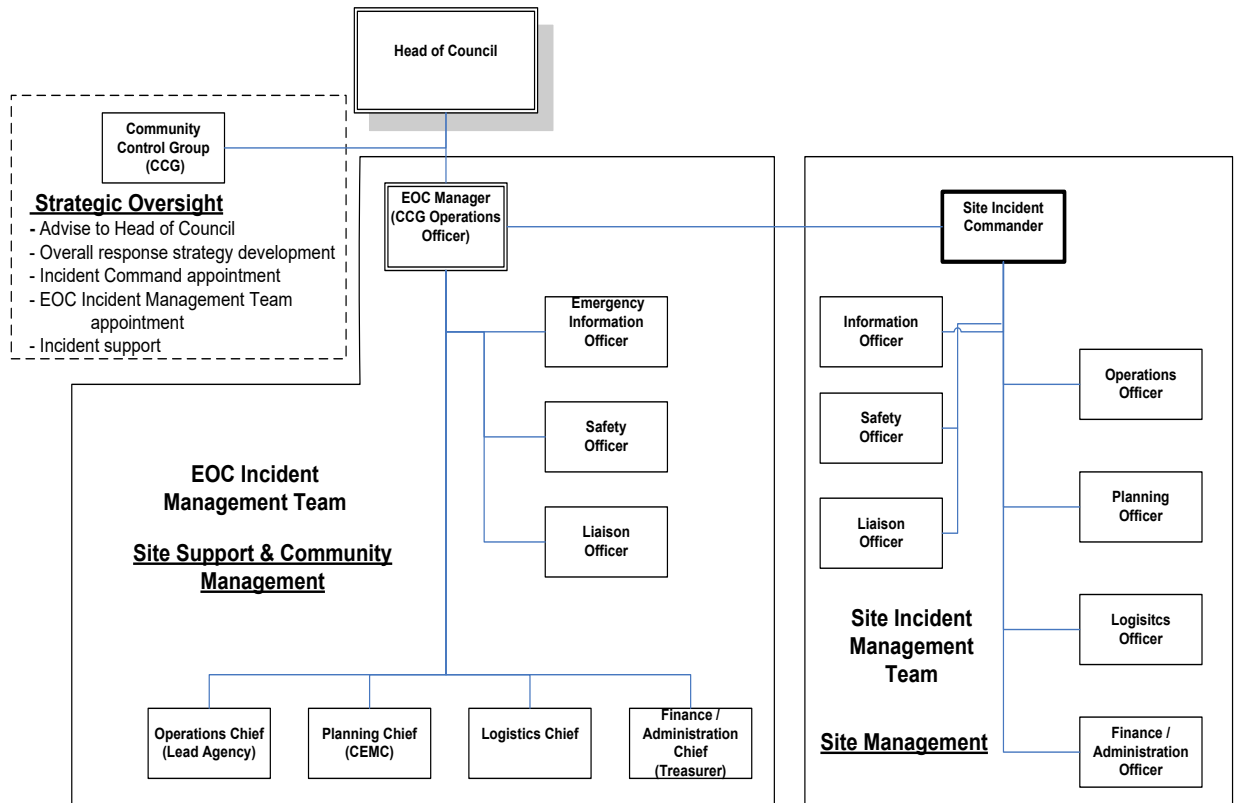 Head of Council
Community
Control Group
(CCG)
Strategic Oversight
- Advise to Head of Council
- Overall response strategy development
- Incident Command appointment
- EOC Incident Management Team
appointment
- Incident support
EOC Manager
(CCG Operations
Officer)
Emergency
Information
Officer
Safety
Officer
Liaison
Officer
EOC Incident
Management Team
Site Support & Community
Management
Operations Chief
(Lead Agency)
Planning Chief
(CEMC)
Logistics Chief
Finance /
Administration
Chief
(Treasurer)
Site Incident
Commander
Information
Officer
Safety
Officer
Liaison
Officer
Operations
Officer
Planning
Officer
Logisitcs
Officer
Finance /
Administration
Officer
Site Incident
Management
Team
Site Management